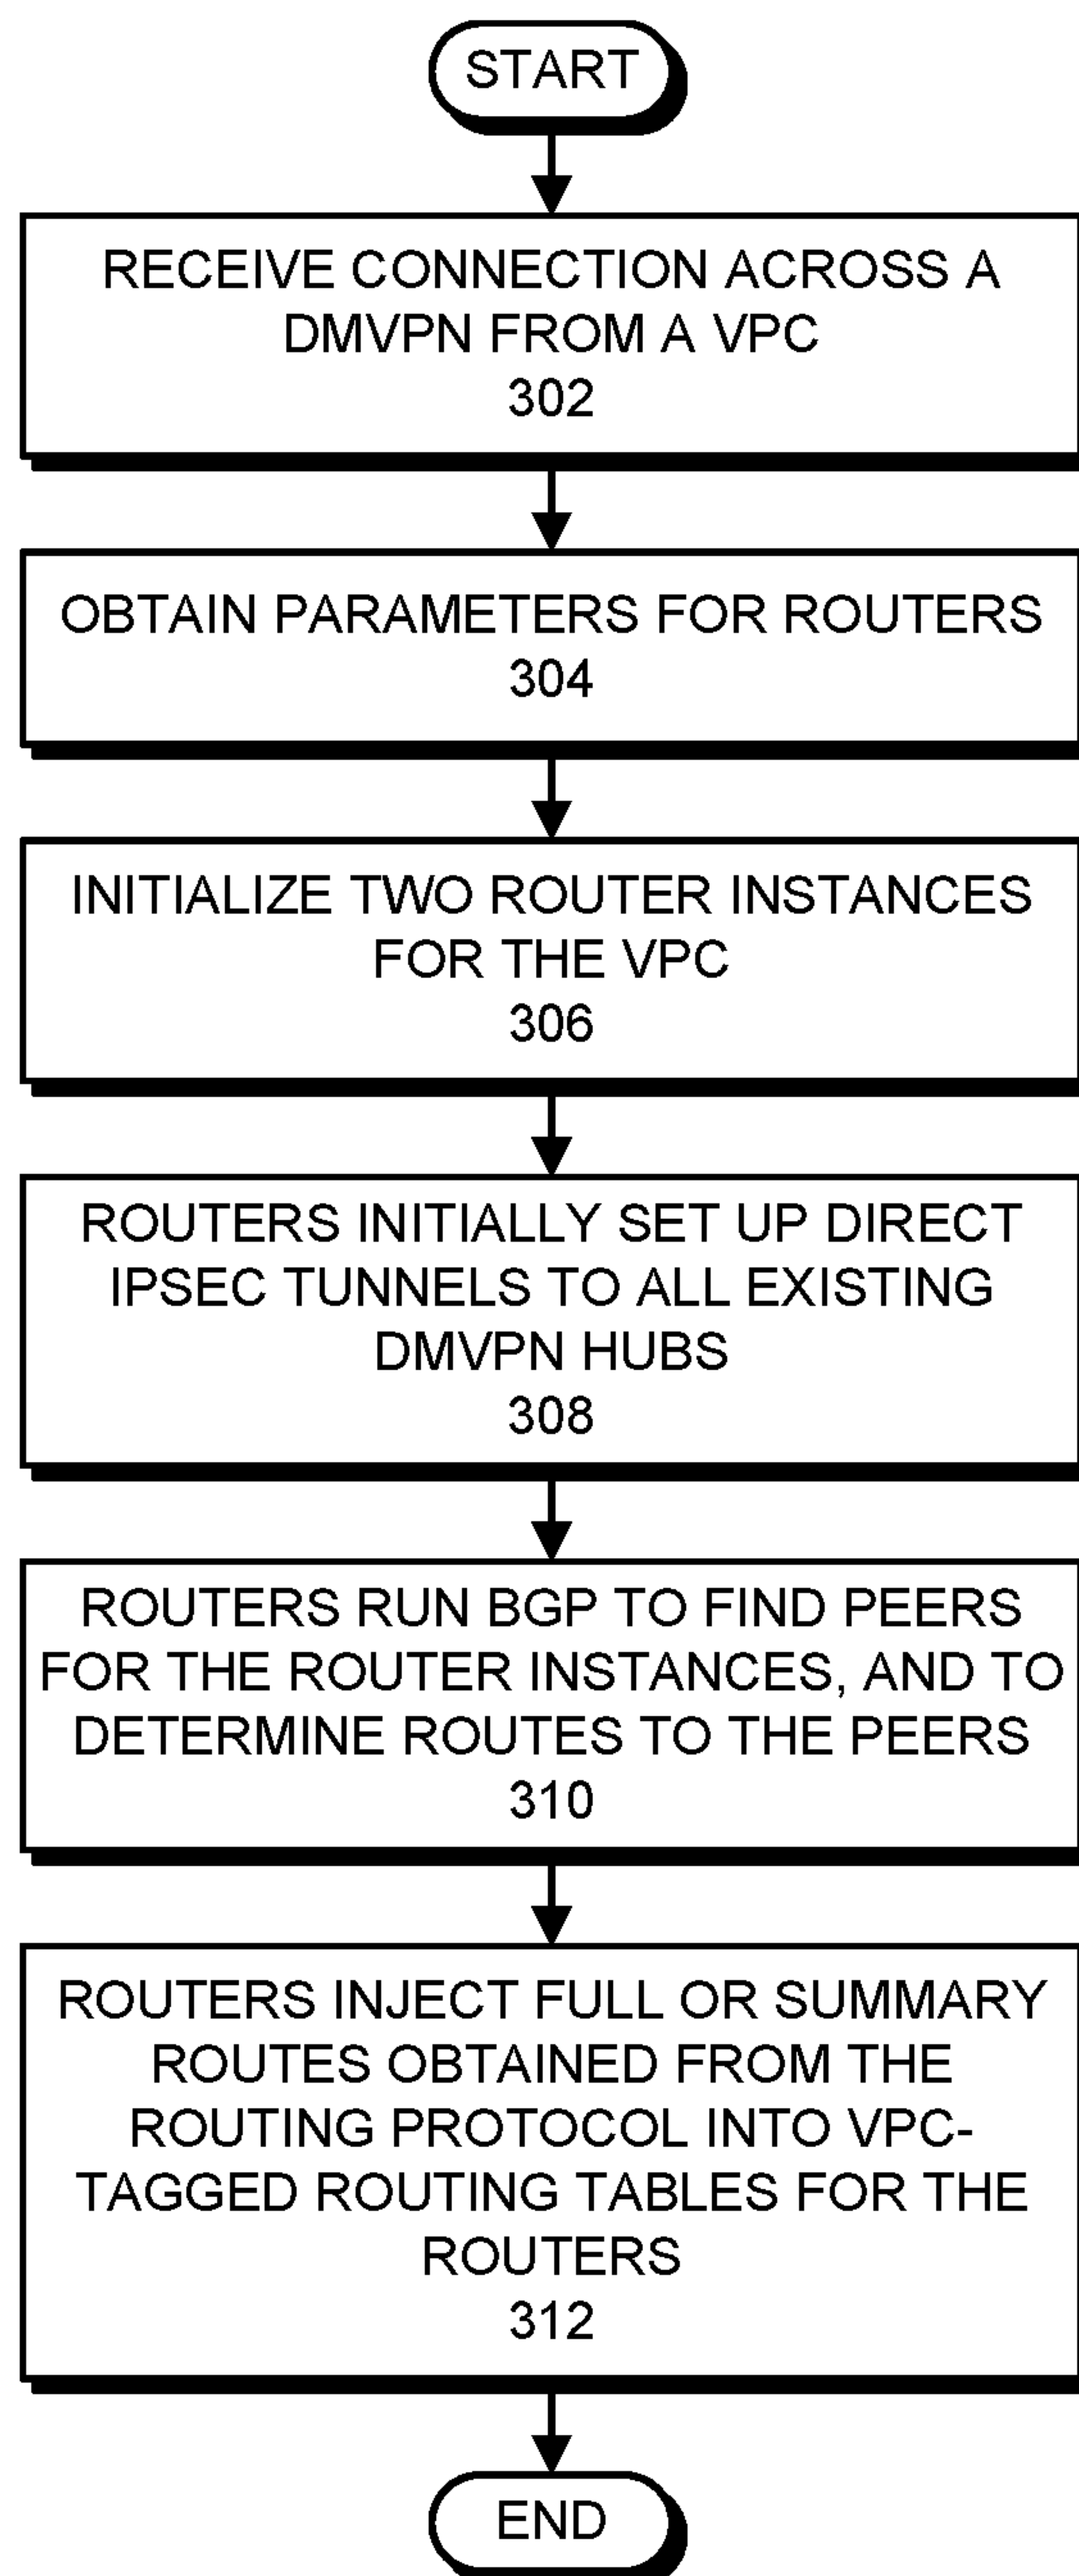 START
RECEIVE CONNECTION ACROSS A
DMVPN FROM A VPC
302
OBTAIN PARAMETERS FOR ROUTERS
304
INITIALIZE TWO ROUTER INSTANCES
FOR THE VPC
306
ROUTERS INITIALLY SET UP DIRECT
IPSEC TUNNELS TO ALL EXISTING
DMVPN HUBS
308
ROUTERS RUN BGP TO FIND PEERS
FOR THE ROUTER INSTANCES, AND TO
DETERMINE ROUTES TO THE PEERS
310
ROUTERS INJECT FULL OR SUMMARY
ROUTES OBTAINED FROM THE
ROUTING PROTOCOL INTO VPC-
TAGGED ROUTING TABLES FOR THE
ROUTERS
312
END